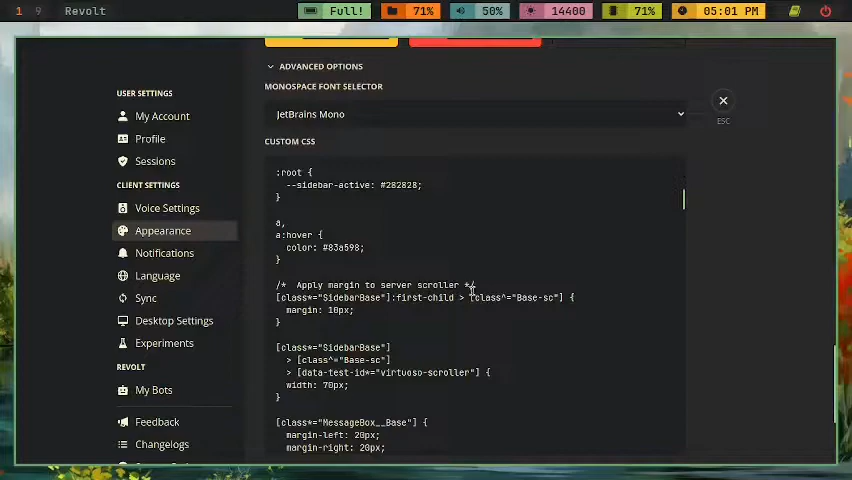 1 9 Revolt Full! 71% 50% 14400 71% 05:01 PM
ADVANCED OPTIONS
MONOSPACE FONT SELECTOR
JetBrains Mono
ESC
CUSTOM CSS
USER SETTINGS
My Account
Profile
Sessions
CLIENT SETTINGS
Voice Settings
Appearance
Notifications
Language
Sync
Desktop Settings
Experiments
REVOLT
My Bots
Feedback
Changelogs
:root {
--sidebar-active: #282828;
}
a,
a:hover {
color: #83a598;
}
/* Apply margin to server scroller */
[class*="SidebarBase"]:first-child > [class^="Base-sc"] {
margin: 10px;
}
[class*="SidebarBase"]
> [class^="Base-sc"]
> [data-test-id*="virtuoso-scroller"] {
width: 70px;
}
[class*="MessageBox__Base"] {
margin-left: 20px;
margin-right: 20px;